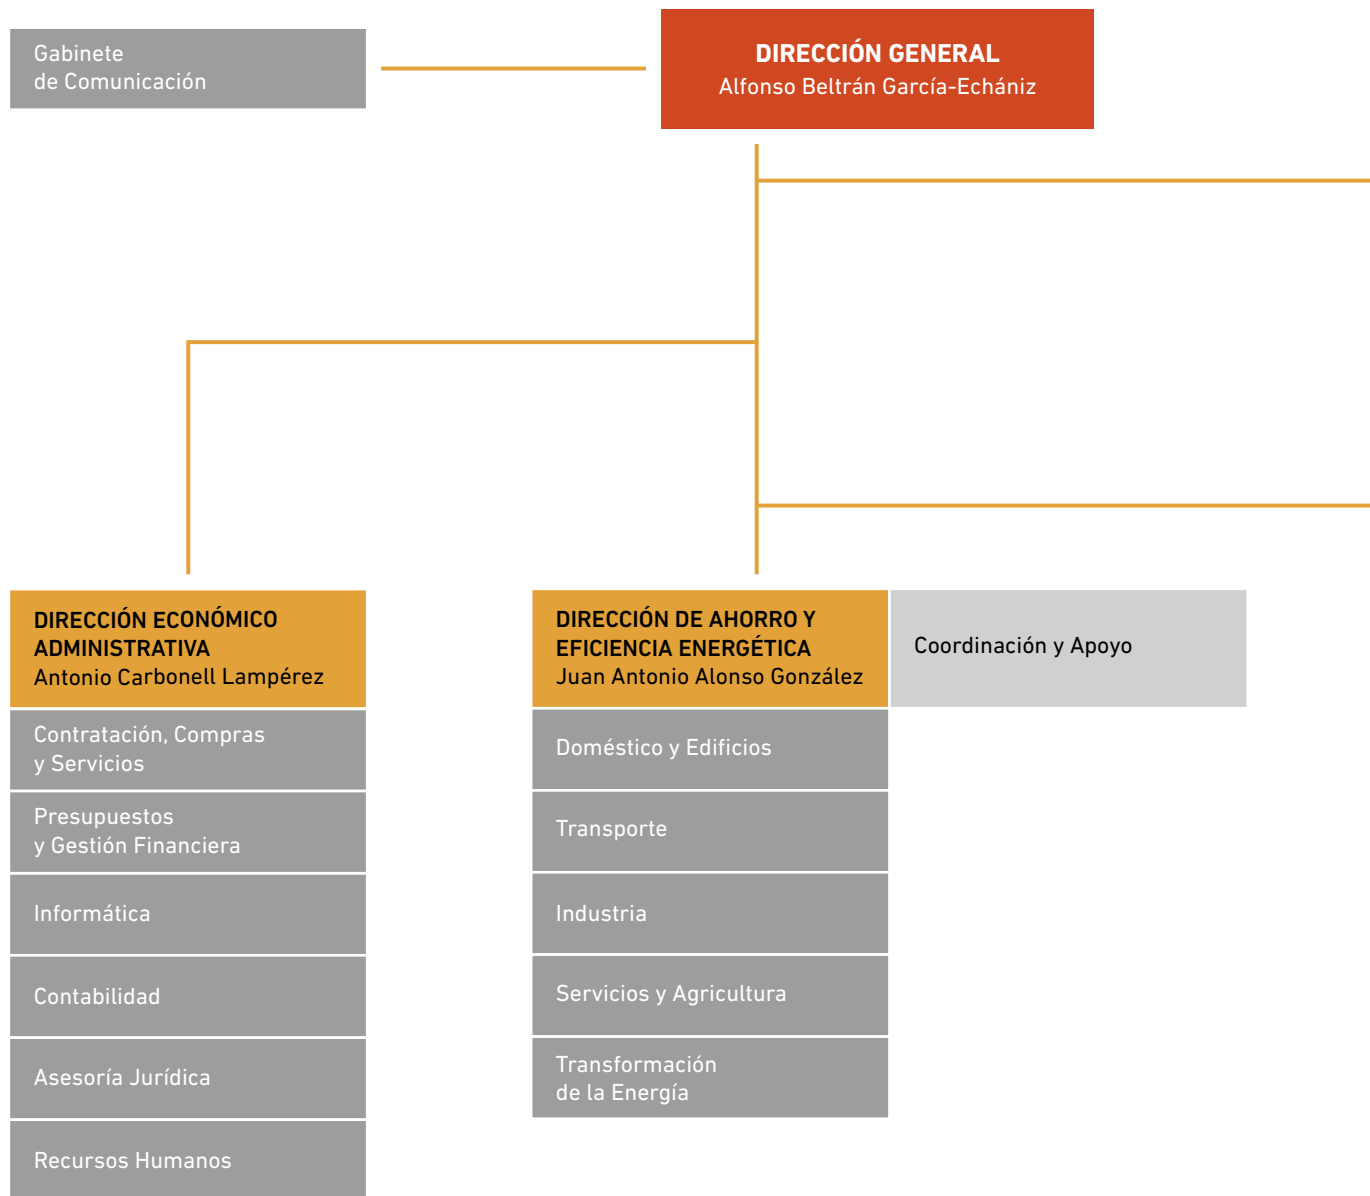 Gabinete
de Comunicación
DIRECCIÓN GENERAL
Alfonso Beltrán García-Echániz
DIRECCIÓN ECONÓMICO
ADMINISTRATIVA
Antonio Carbonell Lampérez
Contratación, Compras
y Servicios
Presupuestos
y Gestión Financiera
Informática
Contabilidad
Asesoría Jurídica
Recursos Humanos
DIRECCIÓN DE AHORRO Y
EFICIENCIA ENERGÉTICA
Juan Antonio Alonso González
Coordinación y Apoyo
Doméstico y Edificios
Transporte
Industria
Servicios y Agricultura
Transformación
de la Energía